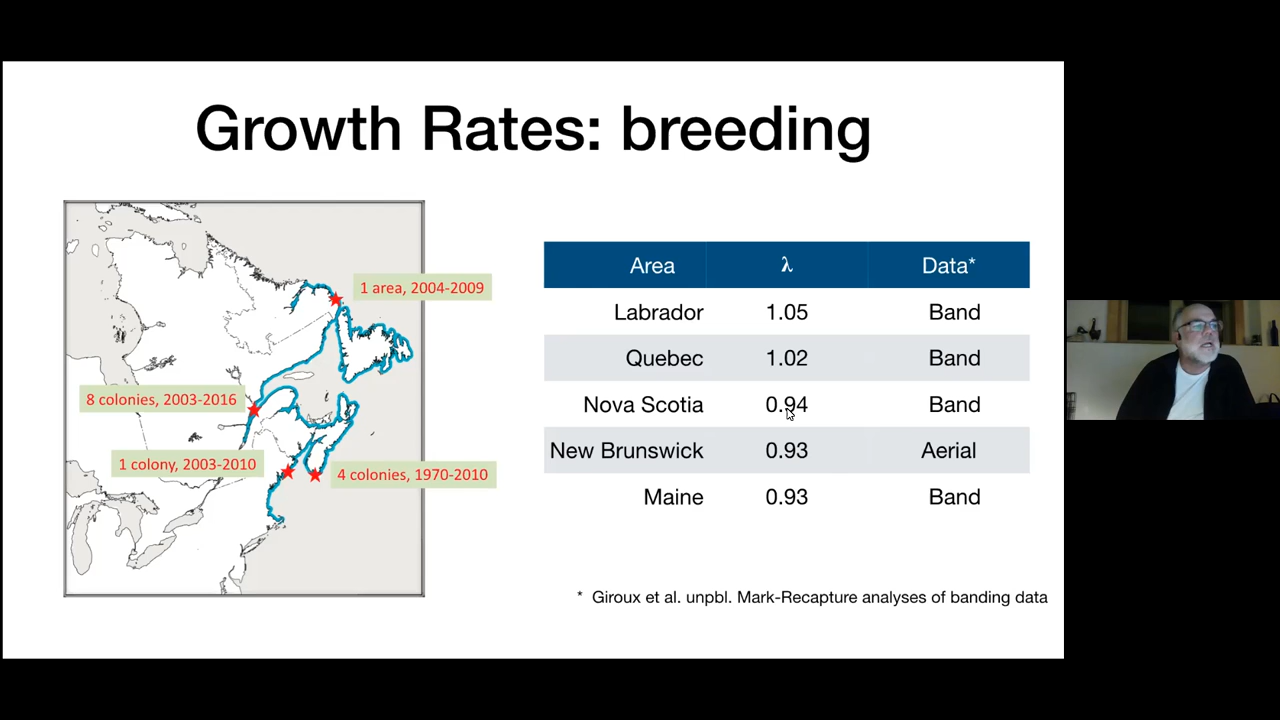 Growth Rates: breeding
1 area, 2004-2009
8 colonies, 2003-2016
1 colony, 2003-2010
4 colonies, 1970-2010
Area λ Data*
Labrador 1.05 Band
Quebec 1.02 Band
Nova Scotia 0.94 Band
New Brunswick 0.93 Aerial
Maine 0.93 Band
* Giroux et al. unpbl. Mark-Recapture analyses of banding data